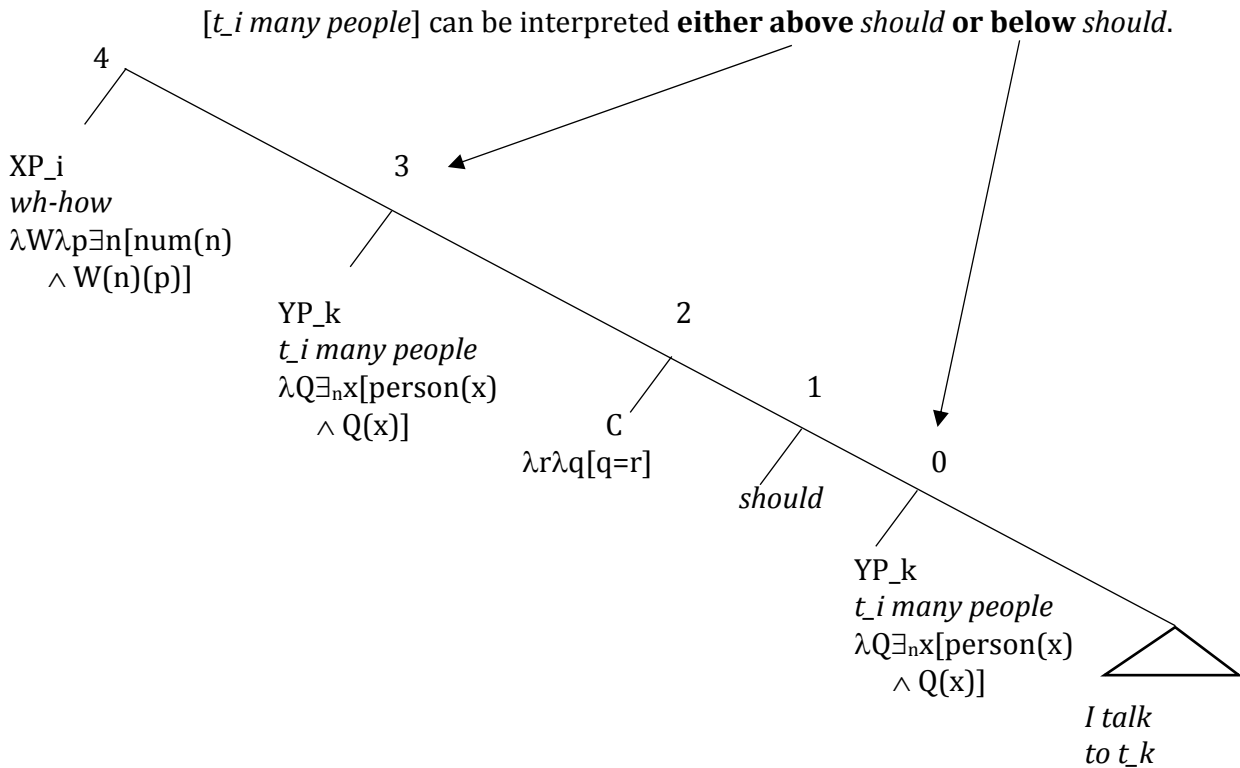 [t_i many people] can be interpreted either above should or below should.
4
XP_i
wh-how
λWλp∃n[num(n)
∧ W(n)(p)]
3
YP_k
t_i many people
λQ∃ₙx[person(x)
∧ Q(x)]
2
C
λrλq[q=r]
1
should
0
YP_k
t_i many people
λQ∃ₙx[person(x)
∧ Q(x)]
I talk
to t_k